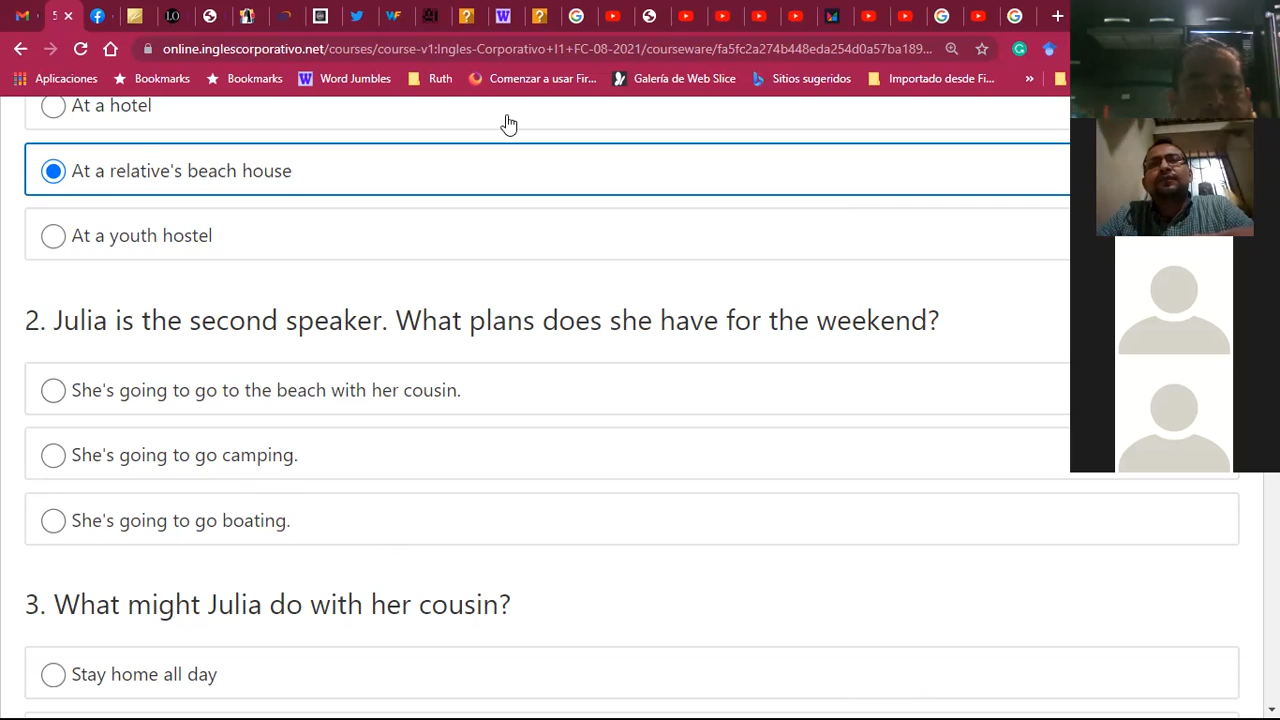 5
LO
WF
online.inglescorporativo.net/courses/course-v1:Ingles-Corporativo+I1+FC-08-2021/courseware/fa5fc2a274b448eda254d0a57ba189...
Aplicaciones
Bookmarks
Bookmarks
Word Jumbles
Ruth
Comenzar a usar Fir...
Galería de Web Slice
Sitios sugeridos
Importado desde Fi...
»
At a hotel
At a relative's beach house
At a youth hostel
2. Julia is the second speaker. What plans does she have for the weekend?
She's going to go to the beach with her cousin.
She's going to go camping.
She's going to go boating.
3. What might Julia do with her cousin?
Stay home all day